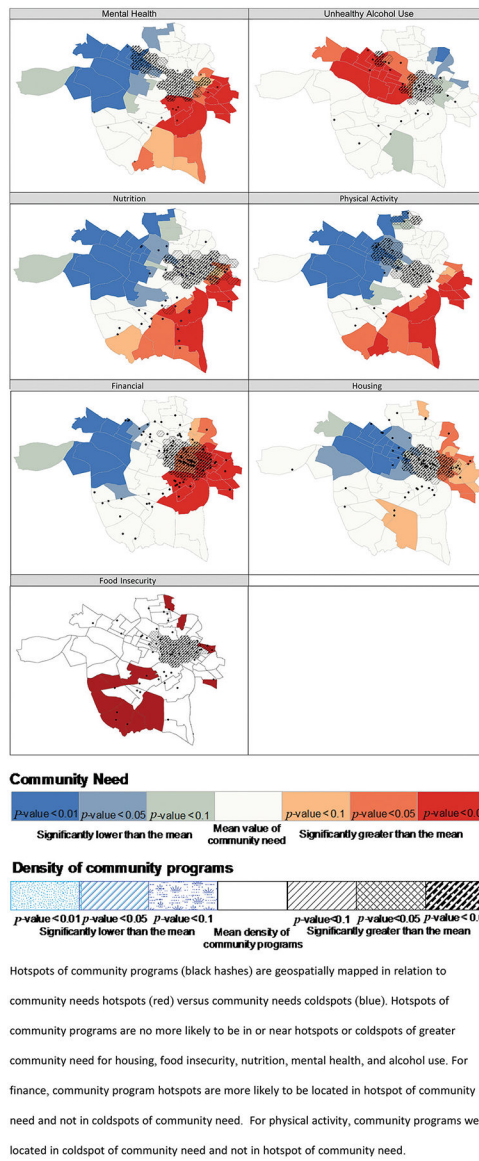 Mental Health
Unhealthy Alcohol Use
Nutrition
Physical Activity
Financial
Housing
Food Insecurity
Community Need
p-value<0.01 p-value<0.05 p-value<0.1 p-value<0.1 p-value<0.05 p-value<0.0
Significantly lower than the mean Mean value of community need Significantly greater than the mean
Density of community programs
p-value<0.01 p-value<0.05 p-value<0.1 p-value<0.1 p-value<0.05 p-value<0.0
Significantly lower than the mean Mean density of community programs Significantly greater than the mean
Hotspots of community programs (black hashes) are geospatially mapped in relation to
community needs hotspots (red) versus community needs coldspots (blue). Hotspots of
community programs are no more likely to be in or near hotspots or coldspots of greater
community need for housing, food insecurity, nutrition, mental health, and alcohol use. For
finance, community program hotspots are more likely to be located in hotspot of community
need and not in coldspots of community need. For physical activity, community programs we
located in coldspot of community need and not in hotspot of community need.